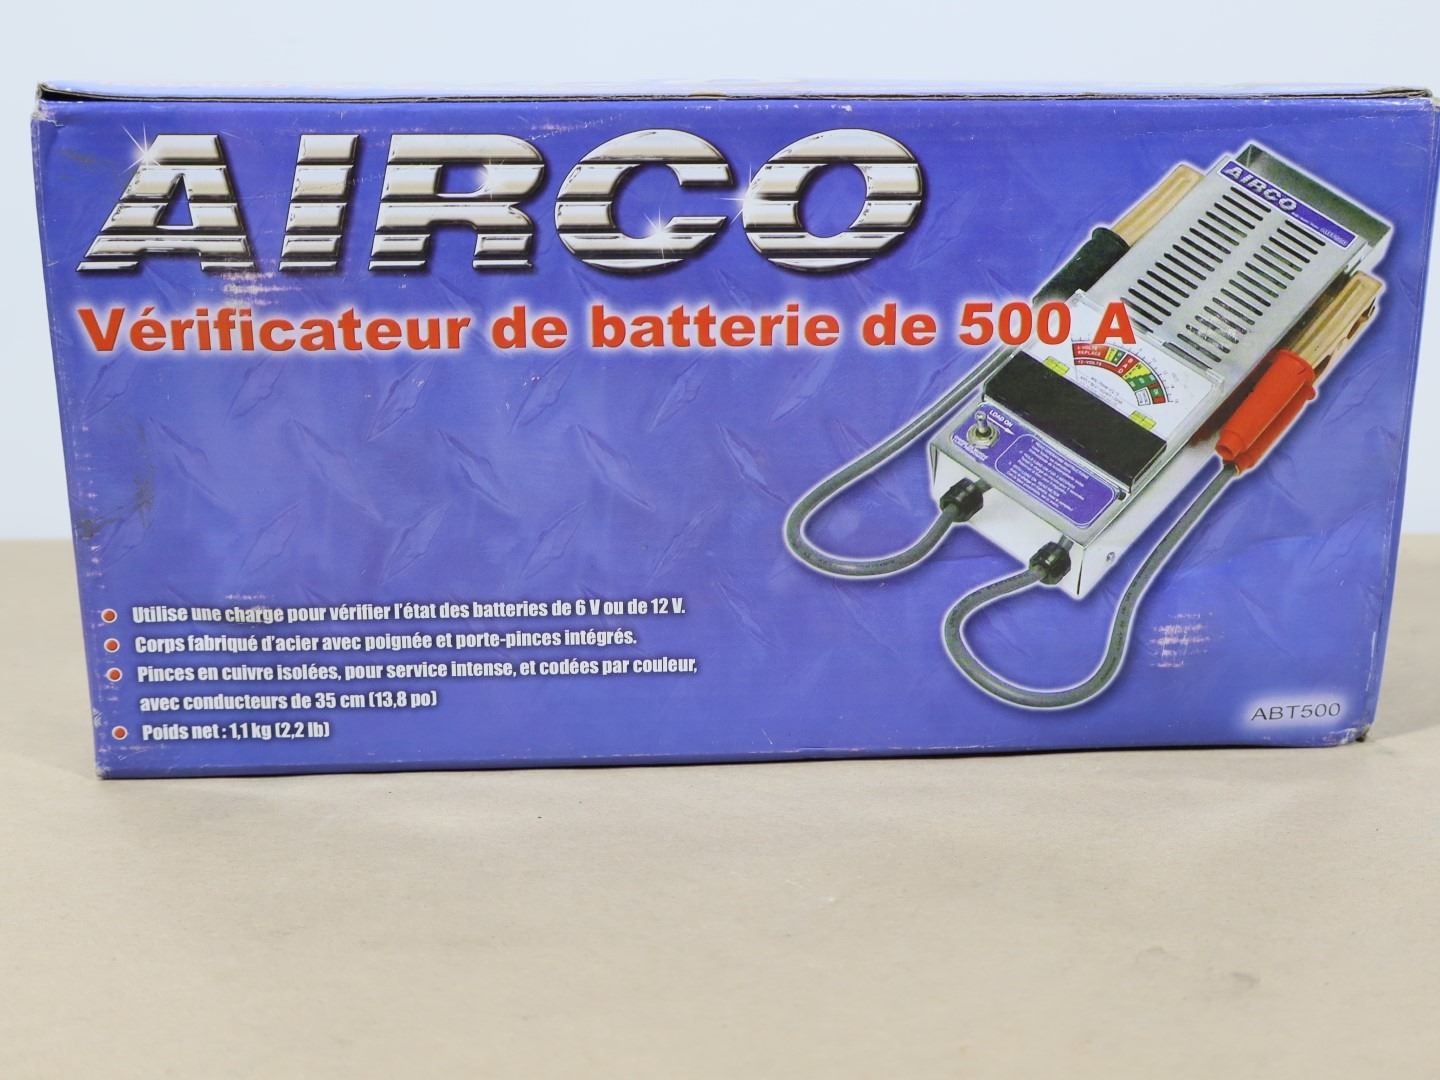 AIRCO
Vérificateur de batterie de 500 A
AIRCO
LOAD ON
Utilise une charge pour vérifier l'état des batteries de 6 V ou de 12 V.
Corps fabriqué d'acier avec poignée et porte-pinces intégrés.
Pinces en cuivre isolées, pour service intense, et codées par couleur,
avec conducteurs de 35 cm (13,8 po)
Poids net : 1,1 kg (2,2 lb)
ABT500